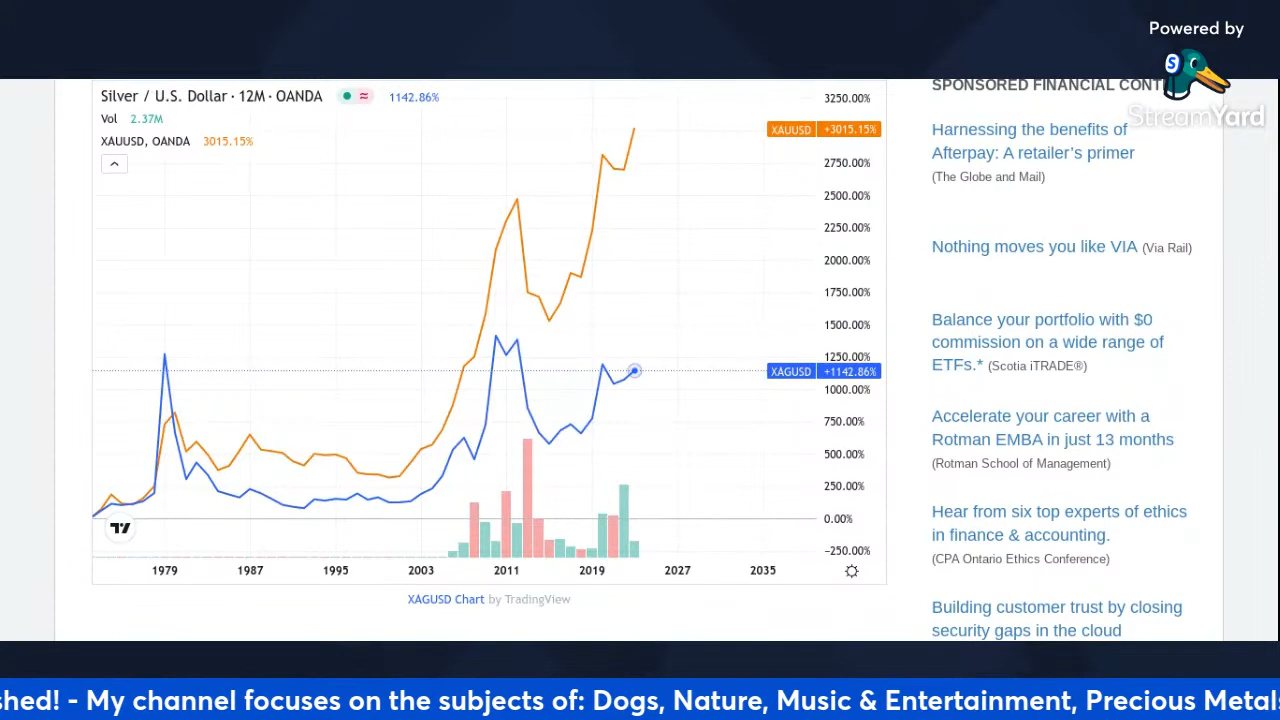 Powered by
StreamYard
Silver / U.S. Dollar · 12M · OANDA
1142.86%
Vol 2.37M
XAUUSD, OANDA 3015.15%
3250.00%
XAUUSD +3015.15%
2750.00%
2500.00%
2250.00%
2000.00%
1750.00%
1500.00%
1250.00%
XAGUSD +1142.86%
1000.00%
750.00%
500.00%
250.00%
0.00%
−250.00%
1979 1987 1995 2003 2011 2019 2027 2035
XAGUSD Chart by TradingView
SPONSORED FINANCIAL
Harnessing the benefits of
Afterpay: A retailer’s primer
(The Globe and Mail)
Nothing moves you like VIA (Via Rail)
Balance your portfolio with $0
commission on a wide range of
ETFs.* (Scotia iTRADE®)
Accelerate your career with a
Rotman EMBA in just 13 months
(Rotman School of Management)
Hear from six top experts of ethics
in finance & accounting.
(CPA Ontario Ethics Conference)
Building customer trust by closing
security gaps in the cloud
shed! - My channel focuses on the subjects of: Dogs, Nature, Music & Entertainment, Precious Metals